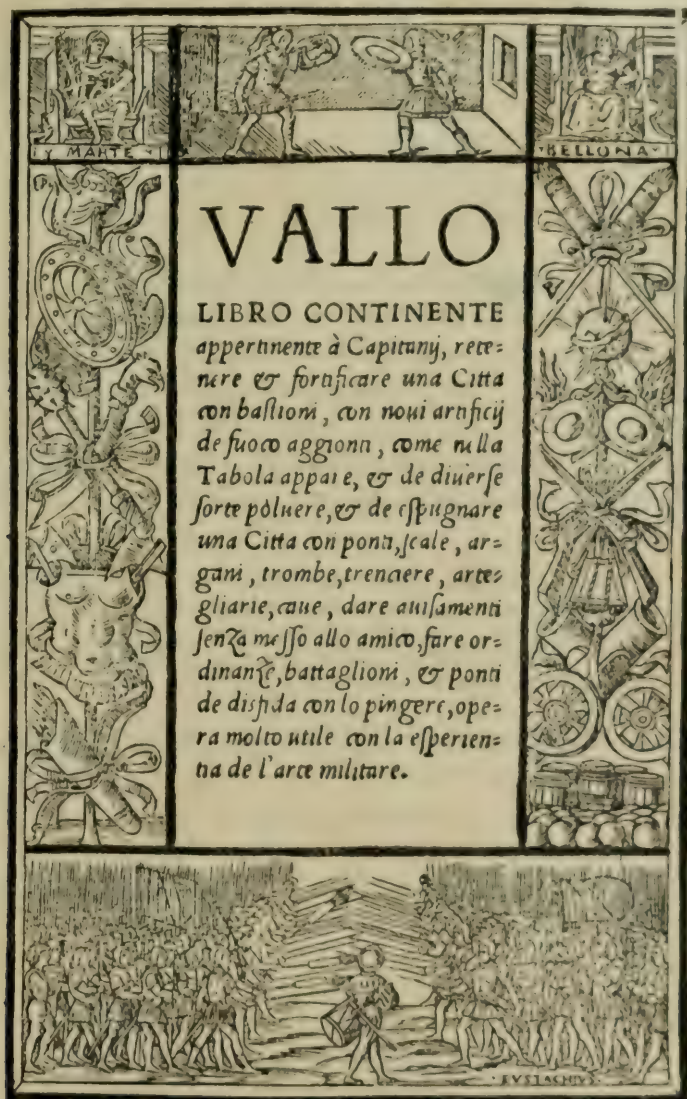 MARTE
BELLONA
VALLO
LIBRO CONTINENTE
appertinente à Capitanij, rete=
nere & fortificare una Citta
con bastioni, con noui artificij
de fuoco aggionti, come nella
Tabola appare, & de diuerse
sorte poluere, & de espugnare
una Citta con ponti, scale, ar=
gani, trombe, trenciere, arte=
gliarie, caue, dare auisamenti
senza messo allo amico, fare or=
dinanze, battaglioni, & ponti
de disfida con lo pingere, ope=
ra molto utile con la esperien=
tia de l'arte militare.
EVSTACHIVS